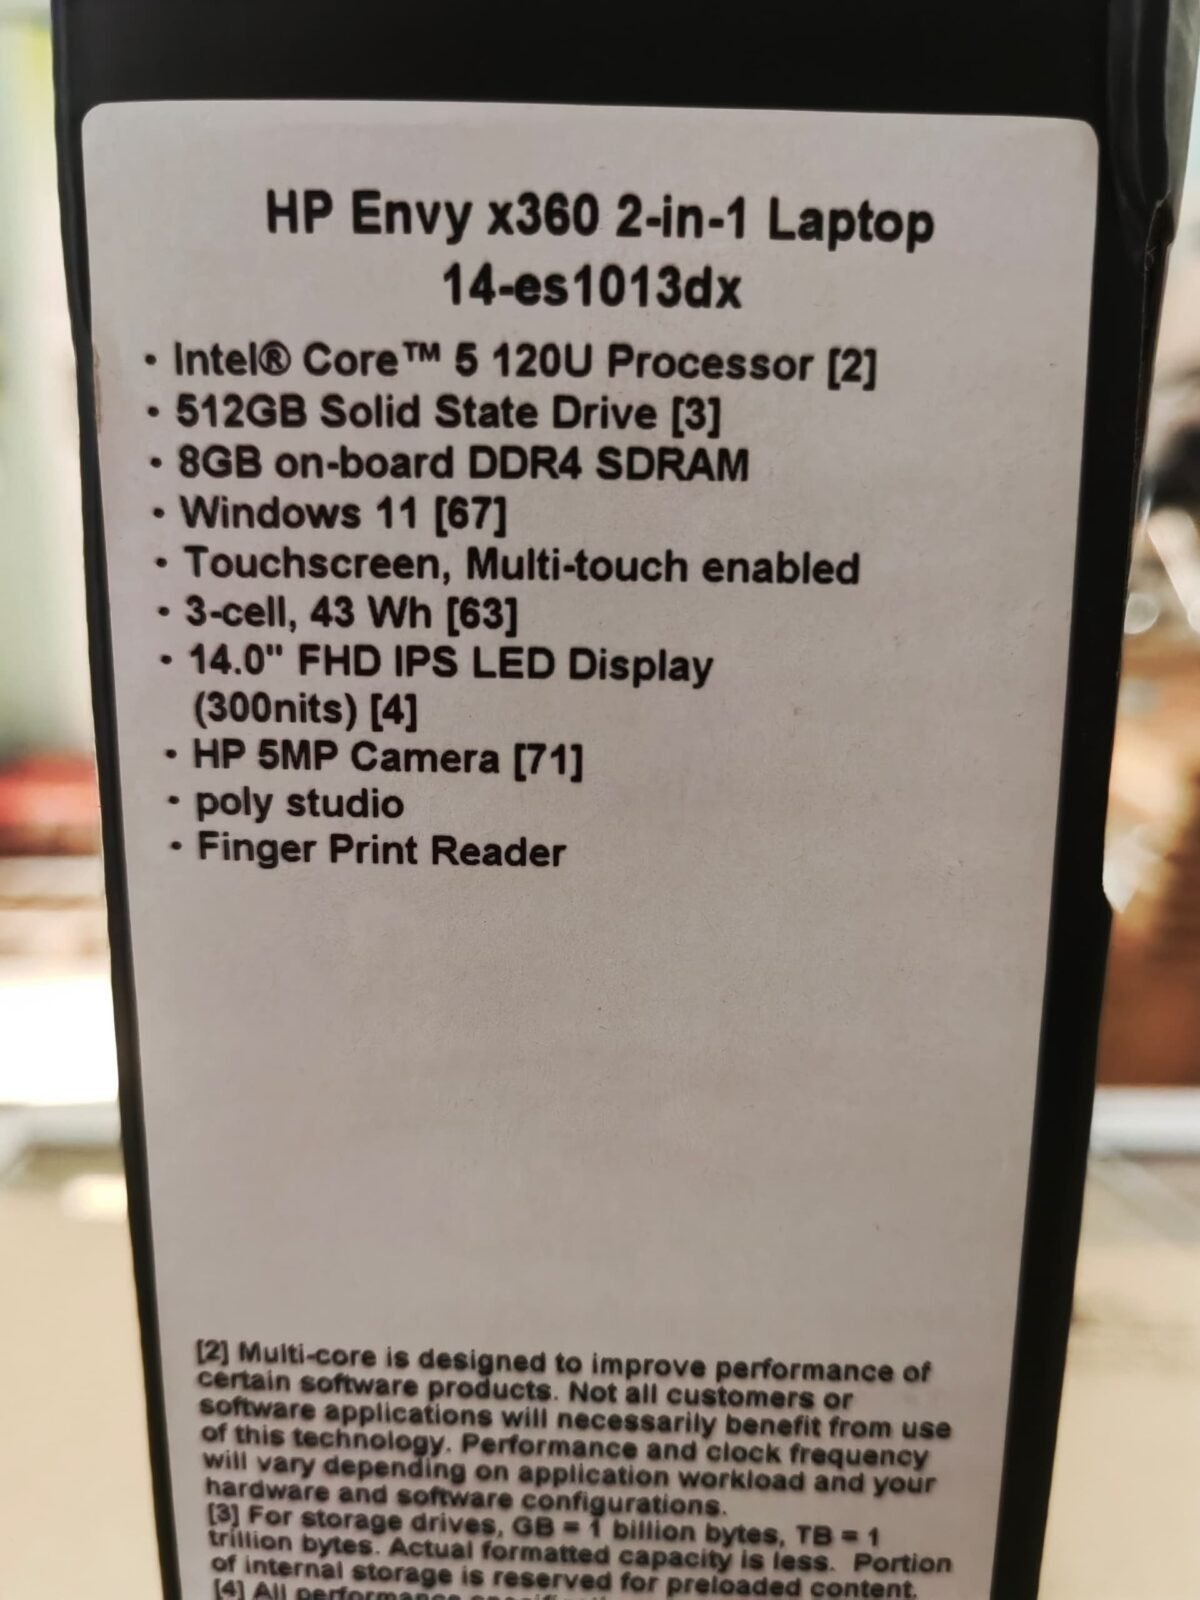 HP Envy x360 2-in-1 Laptop
14-es1013dx
• Intel® Core™ 5 120U Processor [2]
• 512GB Solid State Drive [3]
• 8GB on-board DDR4 SDRAM
• Windows 11 [67]
• Touchscreen, Multi-touch enabled
• 3-cell, 43 Wh [63]
• 14.0" FHD IPS LED Display
(300nits) [4]
• HP 5MP Camera [71]
• poly studio
• Finger Print Reader
[2] Multi-core is designed to improve performance of
certain software products. Not all customers or
software applications will necessarily benefit from use
of this technology. Performance and clock frequency
will vary depending on application workload and your
hardware and software configurations.
[3] For storage drives, GB = 1 billion bytes, TB = 1
trillion bytes. Actual formatted capacity is less. Portion
of internal storage is reserved for preloaded content.
[4] All performance